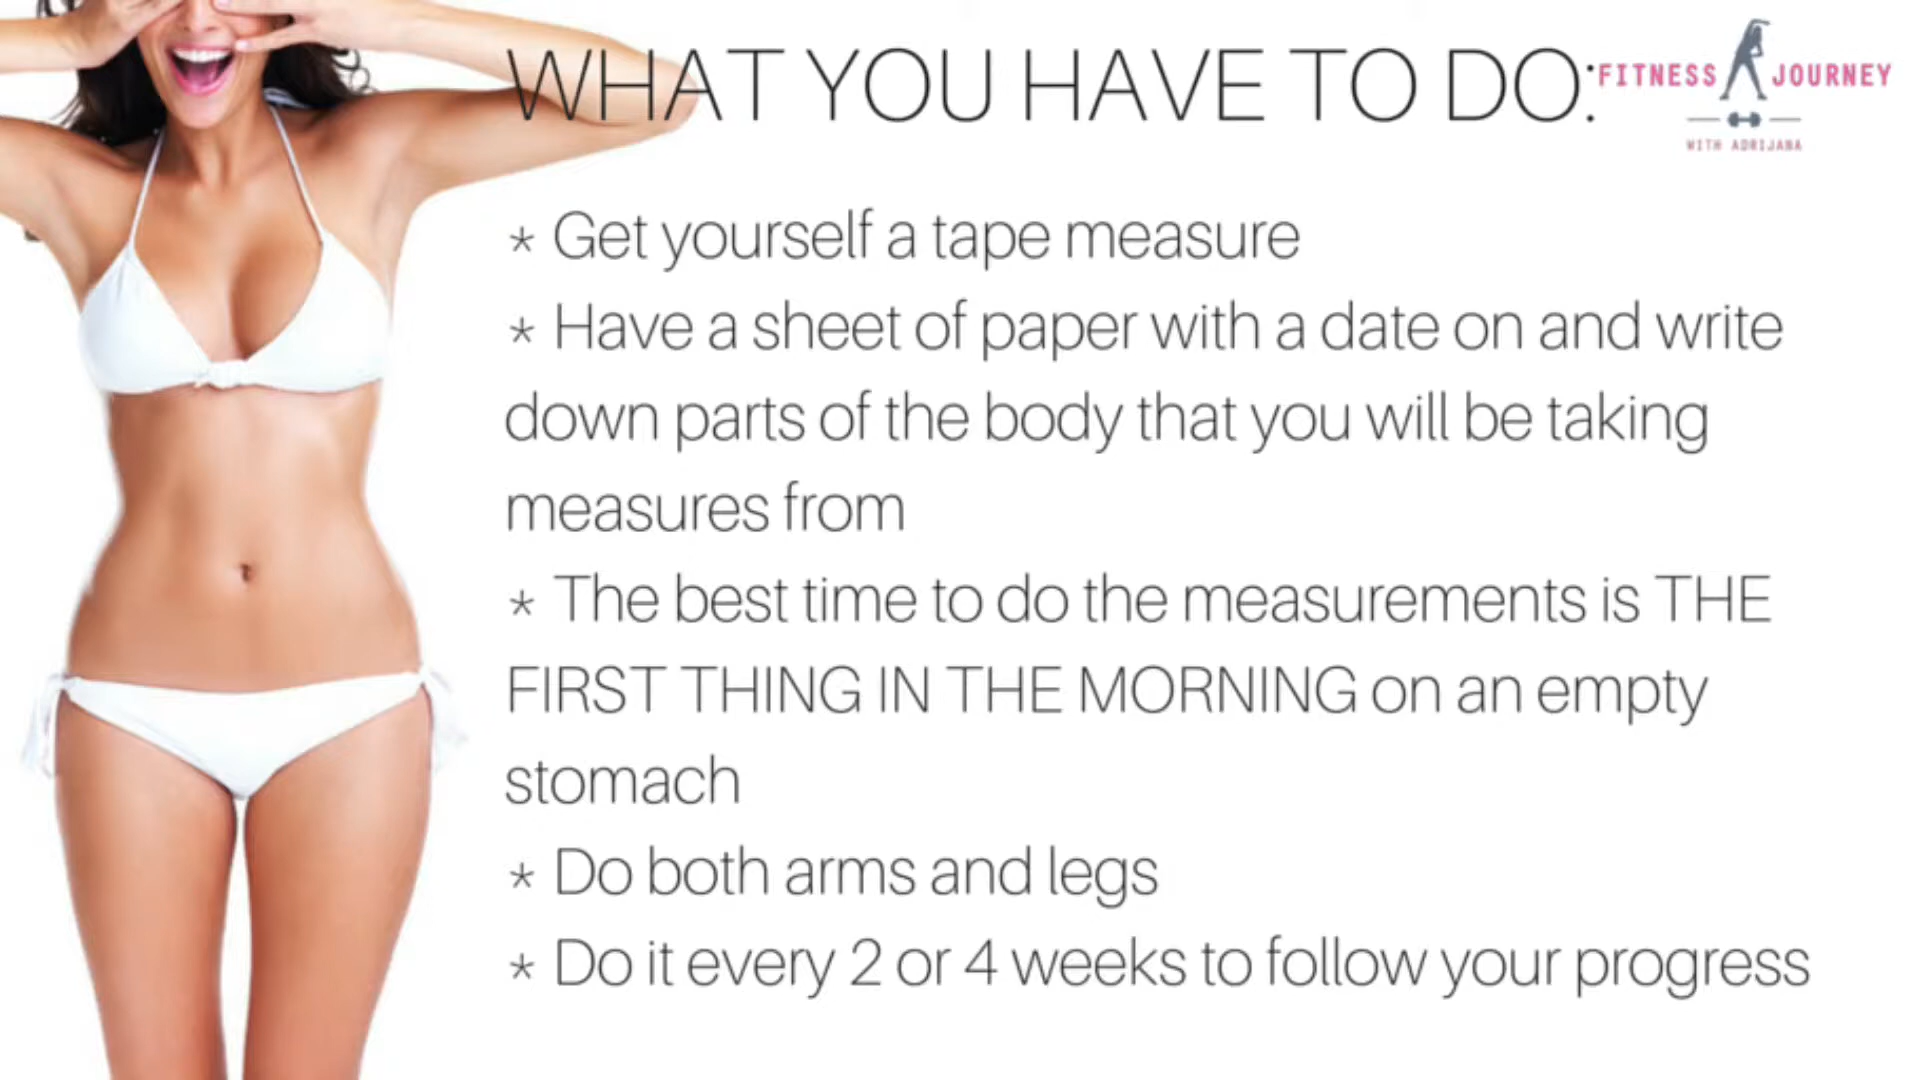 WHAT YOU HAVE TO DO:
FITNESS JOURNEY
WITH ADRIJANA
* Get yourself a tape measure
* Have a sheet of paper with a date on and write
down parts of the body that you will be taking
measures from
* The best time to do the measurements is THE
FIRST THING IN THE MORNING on an empty
stomach
* Do both arms and legs
* Do it every 2 or 4 weeks to follow your progress